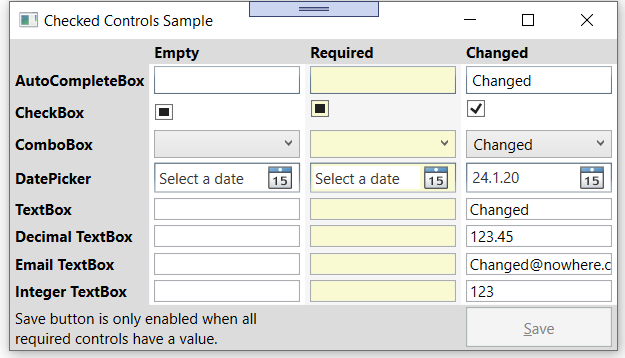 Checked Controls Sample
Empty Required Changed
AutoCompleteBox Changed
CheckBox
ComboBox Changed
DatePicker Select a date 15 Select a date 15 24.1.20 15
TextBox Changed
Decimal TextBox 123.45
Email TextBox Changed@nowhere.c
Integer TextBox 123
Save button is only enabled when all
required controls have a value.
Save